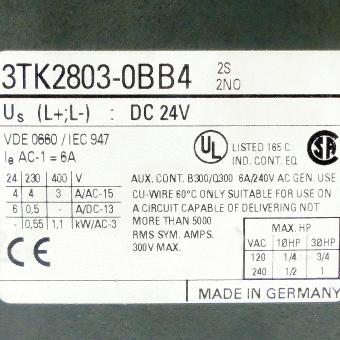 3TK2803-0BB4 2S
2NO
Us (L+;L-) : DC 24V
VDE 0660 / IEC 947
Ie AC-1 = 6A
UL LISTED 165 C
IND. CONT. EQ
SA
24 230 400 V
4 4 3 A/AC-15
6 0,5 - A/DC-13
- 0,55 1,1 kW/AC-3
CE
AUX. CONT. B300/Q300 6A/240V AC GEN. USE
CU-WIRE 60°C ONLY SUITABLE FOR USE ON
A CIRCUIT CAPABLE OF DELIVERING NOT
MORE THAN 5000
RMS SYM. AMPS.
300V MAX.
MAX. HP
VAC 1ØHP 3ØHP
120 1/4 3/4
240 1/2 1
MADE IN GERMANY